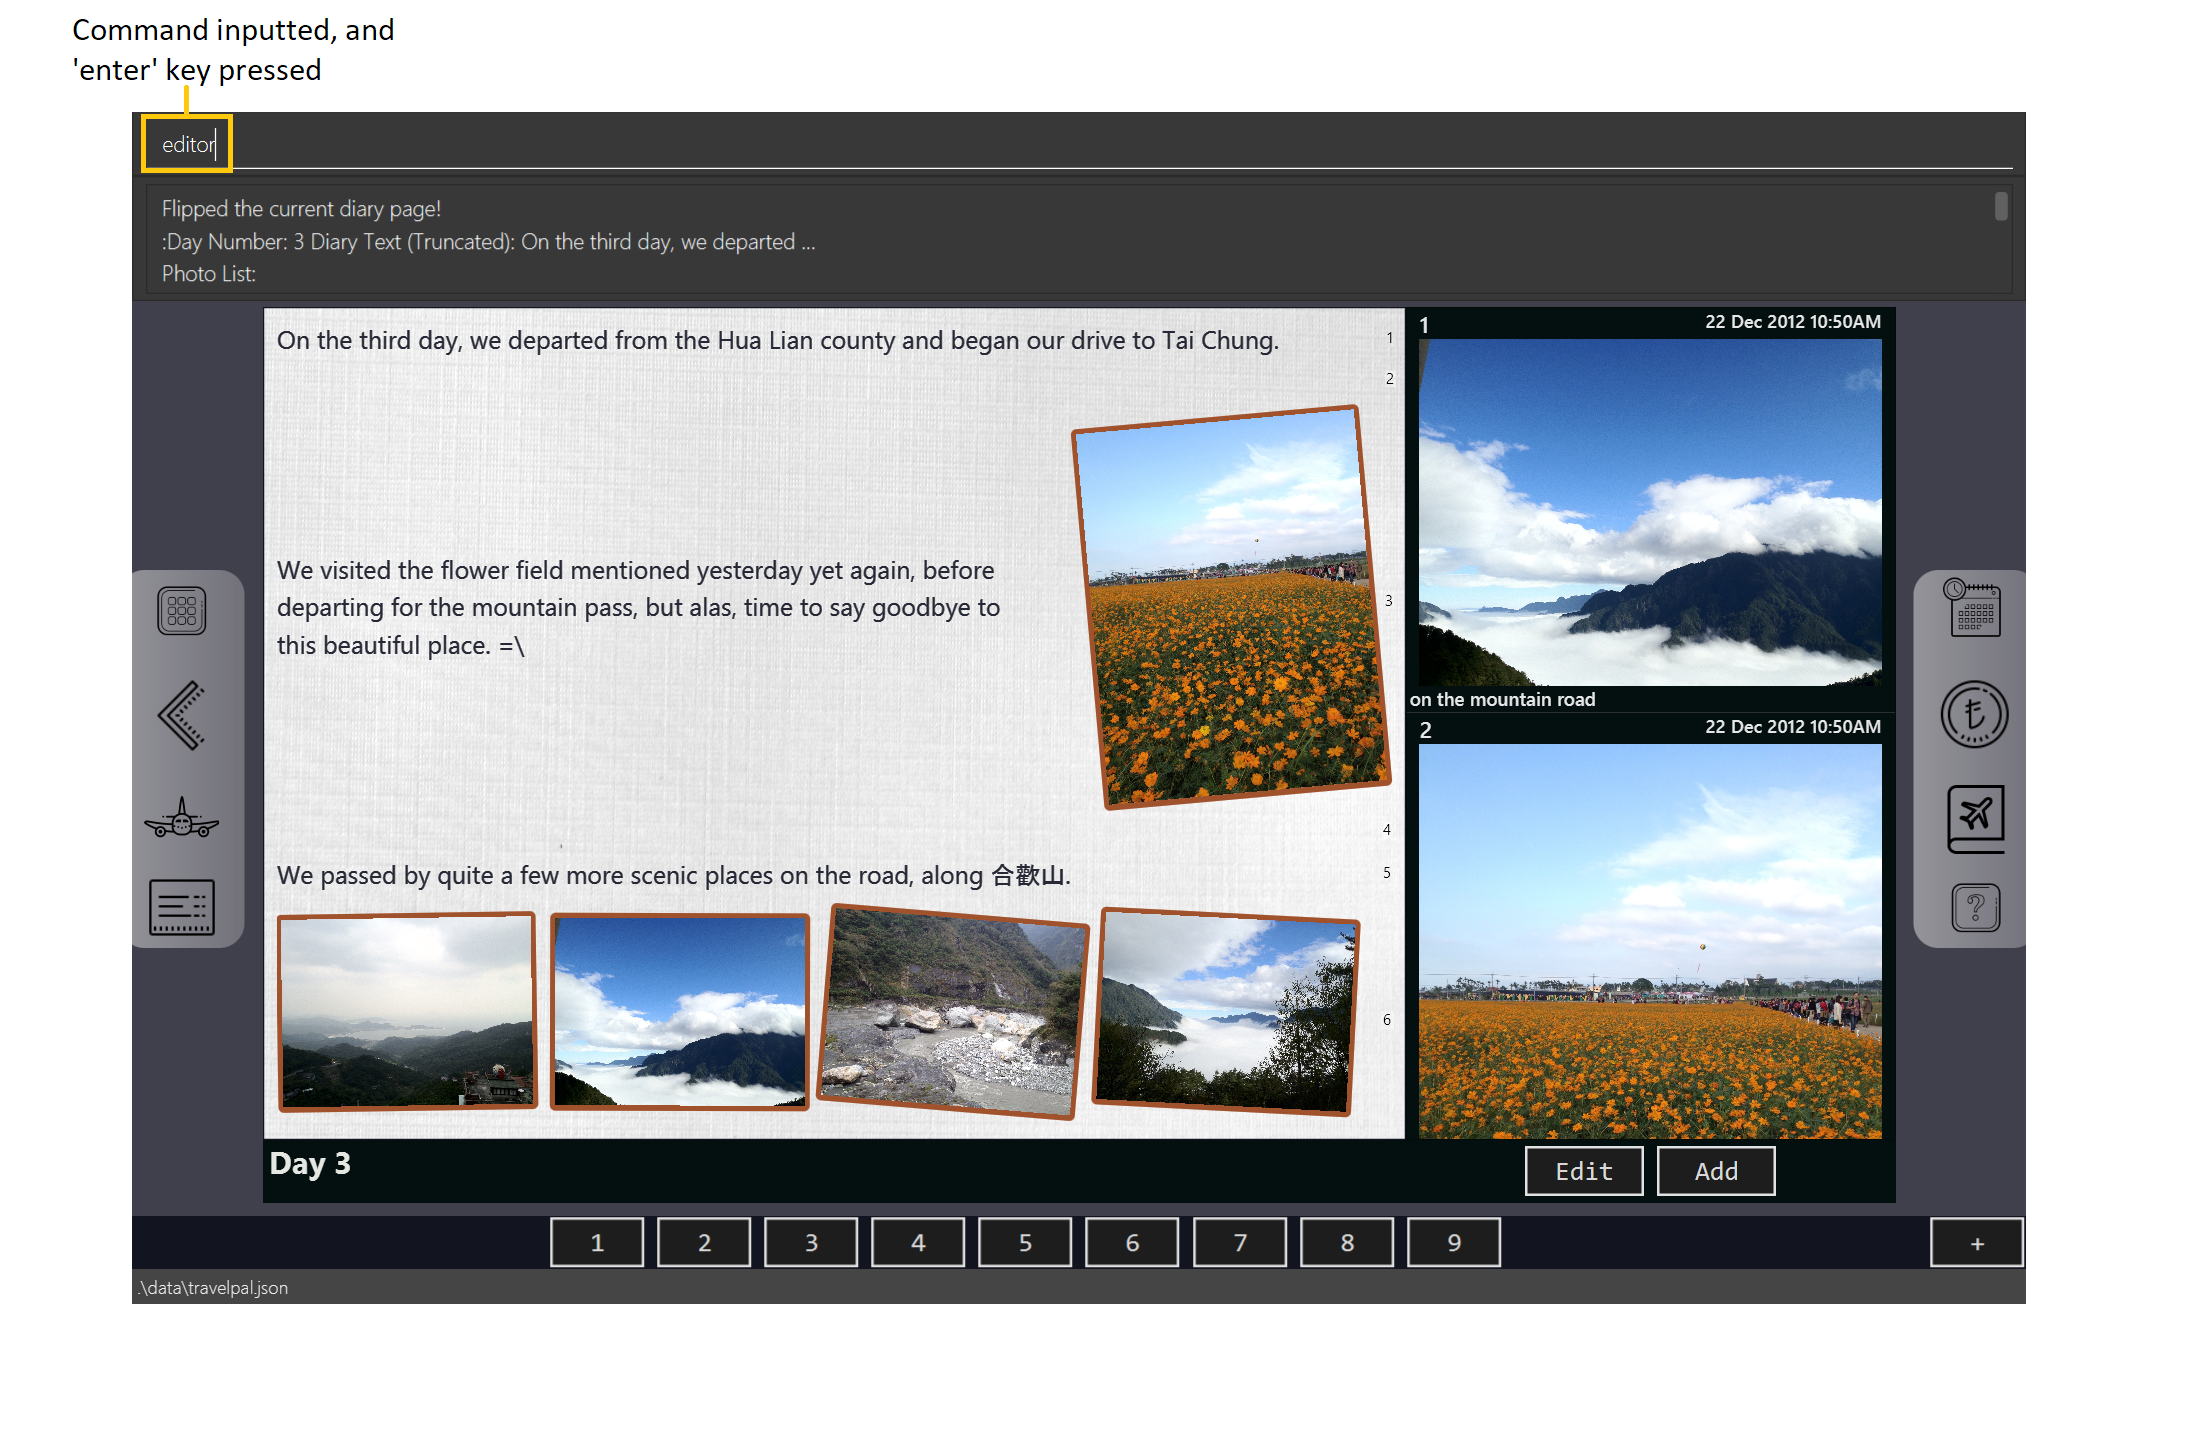 Command inputted, and
'enter' key pressed
editor
Flipped the current diary page!
:Day Number: 3 Diary Text (Truncated): On the third day, we departed ...
Photo List:
On the third day, we departed from the Hua Lian county and began our drive to Tai Chung.
1
2
We visited the flower field mentioned yesterday yet again, before
departing for the mountain pass, but alas, time to say goodbye to
this beautiful place. =\
3
4
We passed by quite a few more scenic places on the road, along 合歡山.
5
6
1
22 Dec 2012 10:50AM
on the mountain road
2
22 Dec 2012 10:50AM
Day 3
Edit
Add
1
2
3
4
5
6
7
8
9
+
.\data\travelpal.json